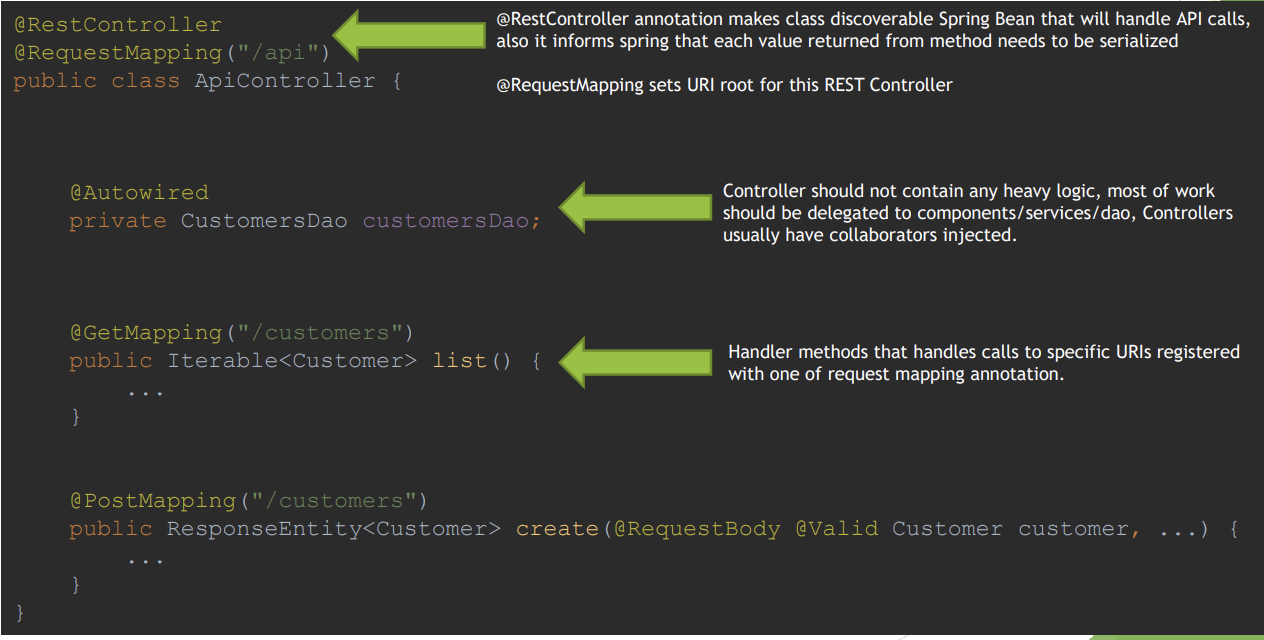 @RestController
@RequestMapping("/api")
public class ApiController {
@RestController annotation makes class discoverable Spring Bean that will handle API calls,
also it informs spring that each value returned from method needs to be serialized
@RequestMapping sets URI root for this REST Controller
@Autowired
private CustomersDao customersDao;
Controller should not contain any heavy logic, most of work
should be delegated to components/services/dao, Controllers
usually have collaborators injected.
@GetMapping("/customers")
public Iterable<Customer> list() {
...
}
Handler methods that handles calls to specific URIs registered
with one of request mapping annotation.
@PostMapping("/customers")
public ResponseEntity<Customer> create(@RequestBody @Valid Customer customer, ...) {
...
}
}